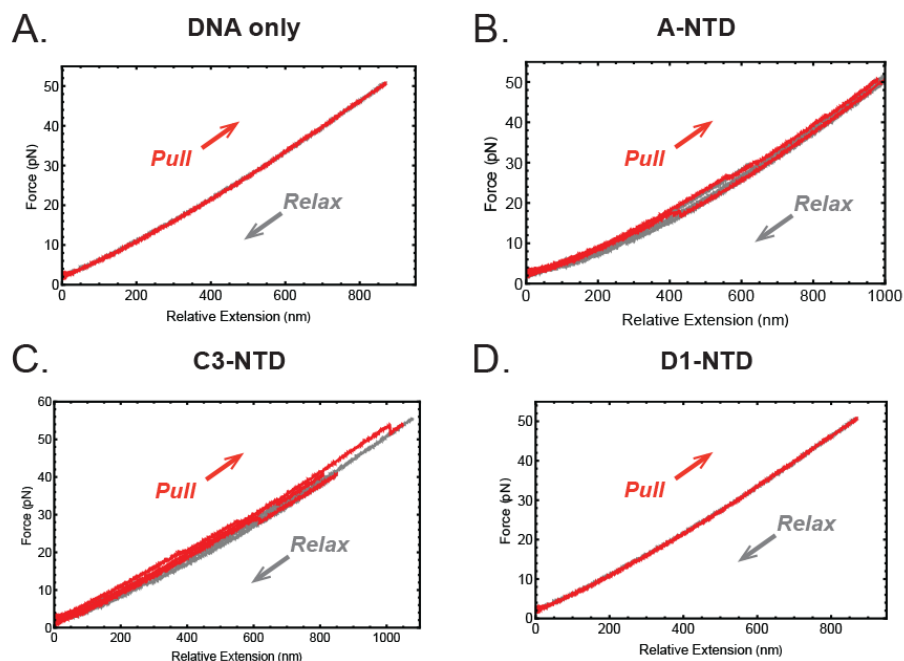 A.
DNA only
Force (pN)
50
40
30
20
10
0
Pull
Relax
0 200 400 600 800
Relative Extension (nm)
B.
A-NTD
Force (pN)
50
40
30
20
10
0
Pull
Relax
0 200 400 600 800 1000
Relative Extension (nm)
C.
C3-NTD
Force (pN)
60
50
40
30
20
10
0
Pull
Relax
0 200 400 600 800 1000
Relative Extension (nm)
D.
D1-NTD
Force (pN)
50
40
30
20
10
0
Pull
Relax
0 200 400 600 800
Relative Extension (nm)